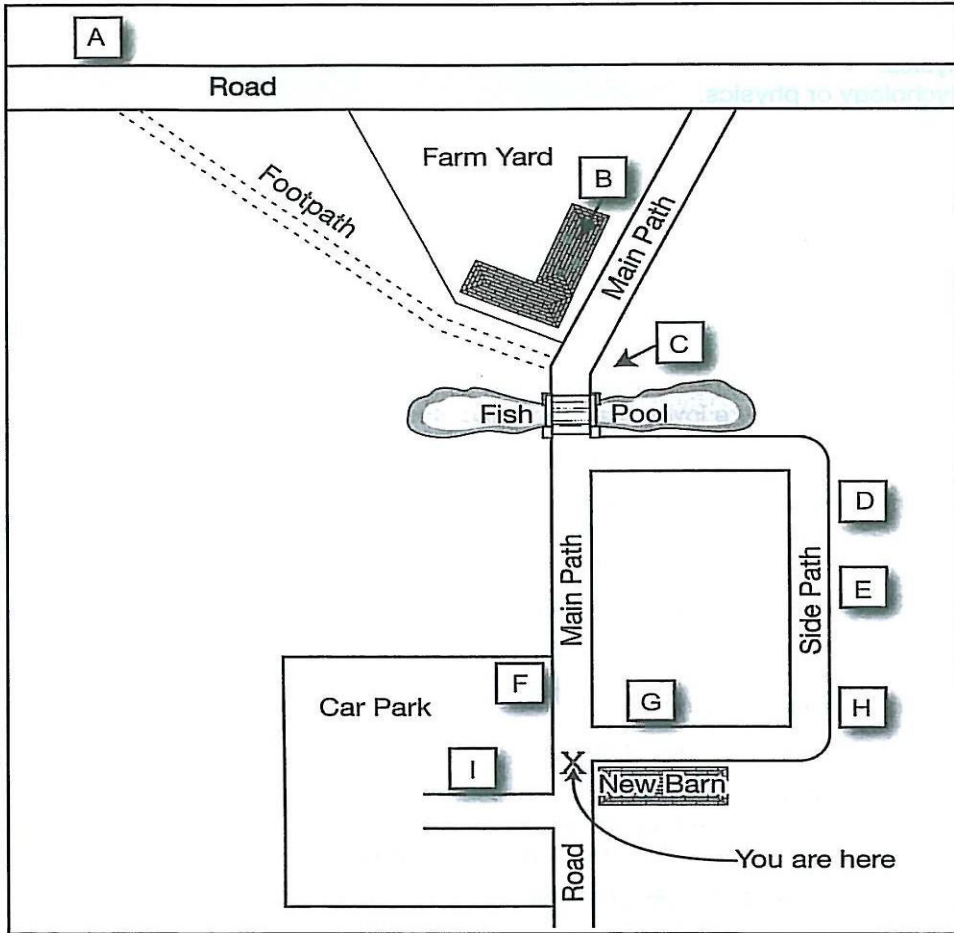 A
Road
Farm Yard
B
Footpath
Main Path
C
Fish Pool
D
Main Path
Side Path
E
F
G
H
Car Park
I
New Barn
You are here
Road